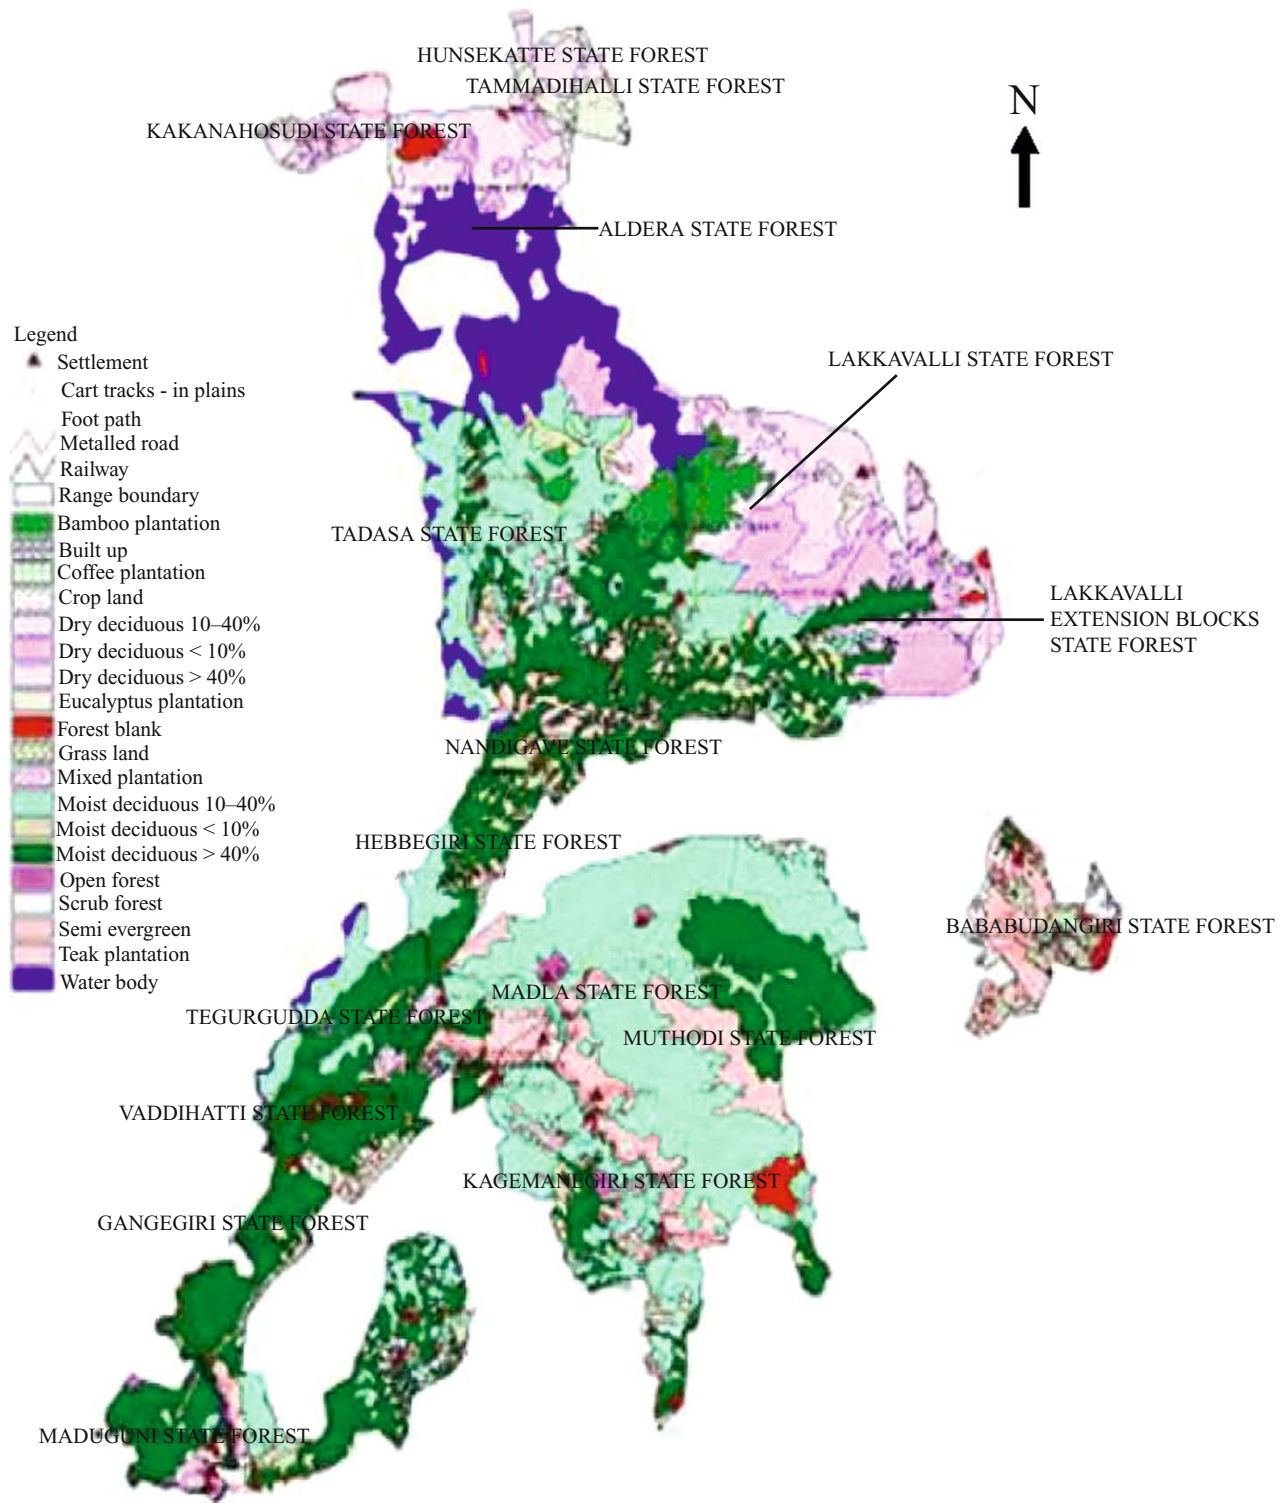 HUNSEKATTE STATE FOREST
TAMMADIHALLI STATE FOREST
N
KAKANAHOSUDI STATE FOREST
ALDERA STATE FOREST
LAKKAVALLI STATE FOREST
TADASA STATE FOREST
LAKKAVALLI
EXTENSION BLOCKS
STATE FOREST
NANDIGAVE STATE FOREST
HEBBEGIRI STATE FOREST
BABABUDANGIRI STATE FOREST
MADLA STATE FOREST
TEGURGUDDA STATE FOREST
MUTHODI STATE FOREST
VADDIHATTI STATE FOREST
KAGEMANEGIRI STATE FOREST
GANGEGIRI STATE FOREST
MADUGUNI STATE FOREST
Legend
Settlement
Cart tracks - in plains
Foot path
Metalled road
Railway
Range boundary
Bamboo plantation
Built up
Coffee plantation
Crop land
Dry deciduous 10–40%
Dry deciduous < 10%
Dry deciduous > 40%
Eucalyptus plantation
Forest blank
Grass land
Mixed plantation
Moist deciduous 10–40%
Moist deciduous < 10%
Moist deciduous > 40%
Open forest
Scrub forest
Semi evergreen
Teak plantation
Water body